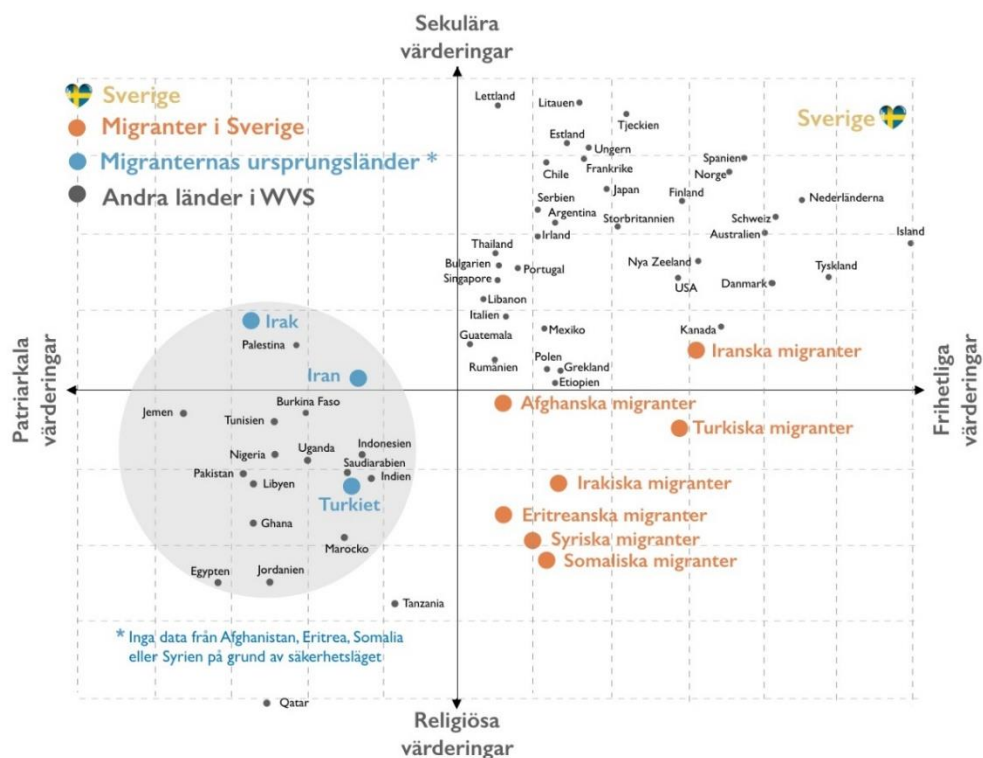 Sekulära
värderingar
Sverige
Migranter i Sverige
Migranternas ursprungsländer *
Andra länder i WVS
Lettland
Litauen
Tjeckien
Sverige
Estland
Ungern
Chile
Frankrike
Spanien
Norge
Japan
Finland
Nederländerna
Serbien
Argentina
Storbritannien
Schweiz
Irland
Australien
Island
Thailand
Bulgarien
Portugal
Singapore
Nya Zeeland
USA
Danmark
Tyskland
Libanon
Italien
Guatemala
Mexiko
Kanada
Irak
Palestina
Iranska migranter
Rumänien
Polen
Grekland
Etiopien
Iran
Patriarkala
värderingar
Frihetliga
värderingar
Jemen
Burkina Faso
Tunisien
Afghanska migranter
Turkiska migranter
Nigeria
Uganda
Indonesien
Saudiarabien
Pakistan
Libyen
Indien
Turkiet
Irakiska migranter
Ghana
Eritreanska migranter
Marocko
Syriska migranter
Somaliska migranter
Egypten
Jordanien
Tanzania
* Inga data från Afghanistan, Eritrea, Somalia
eller Syrien på grund av säkerhetsläget
Qatar
Religiösa
värderingar